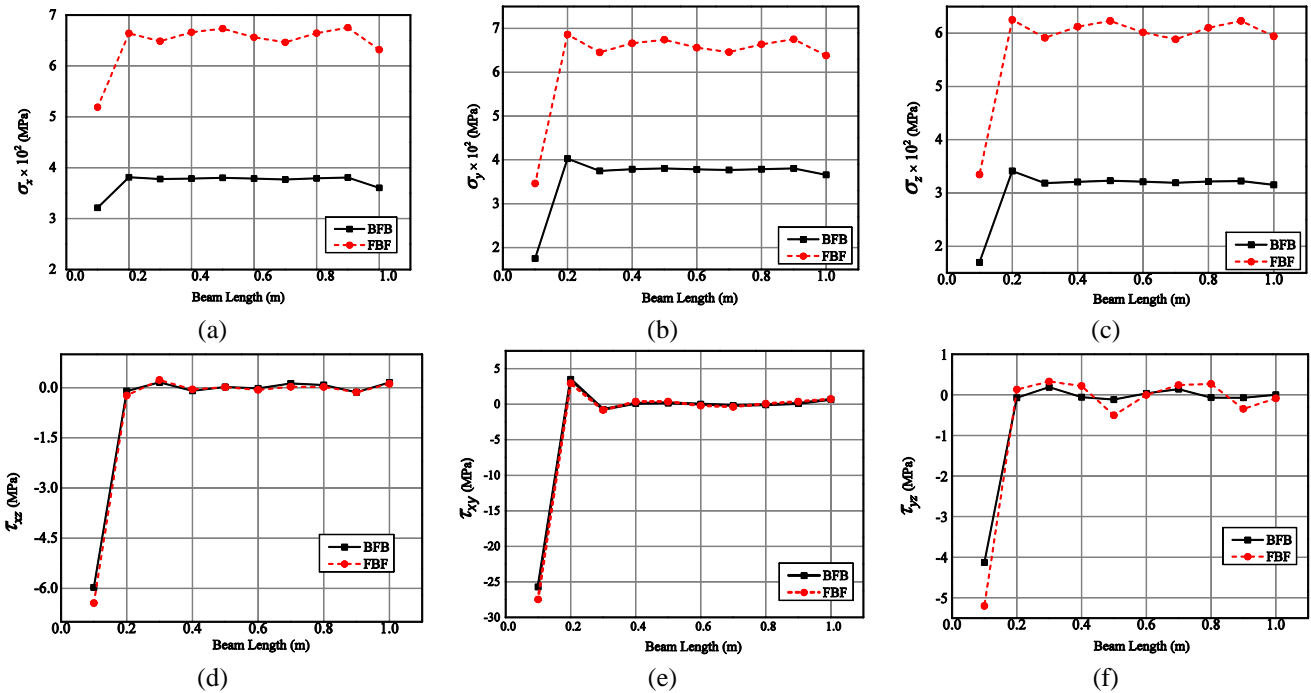 σx × 10² (MPa)
7
6
5
4
3
2
0.0 0.2 0.4 0.6 0.8 1.0
Beam Length (m)
BFB
FBF
(a)
σy × 10² (MPa)
7
6
5
4
3
2
0.0 0.2 0.4 0.6 0.8 1.0
Beam Length (m)
BFB
FBF
(b)
σz × 10² (MPa)
6
5
4
3
2
0.0 0.2 0.4 0.6 0.8 1.0
Beam Length (m)
BFB
FBF
(c)
τxz (MPa)
0.0
-1.5
-3.0
-4.5
-6.0
0.0 0.2 0.4 0.6 0.8 1.0
Beam Length (m)
BFB
FBF
(d)
τxy (MPa)
5
0
-5
-10
-15
-20
-25
-30
0.0 0.2 0.4 0.6 0.8 1.0
Beam Length (m)
BFB
FBF
(e)
τyz (MPa)
1
0
-1
-2
-3
-4
-5
0.0 0.2 0.4 0.6 0.8 1.0
Beam Length (m)
BFB
FBF
(f)